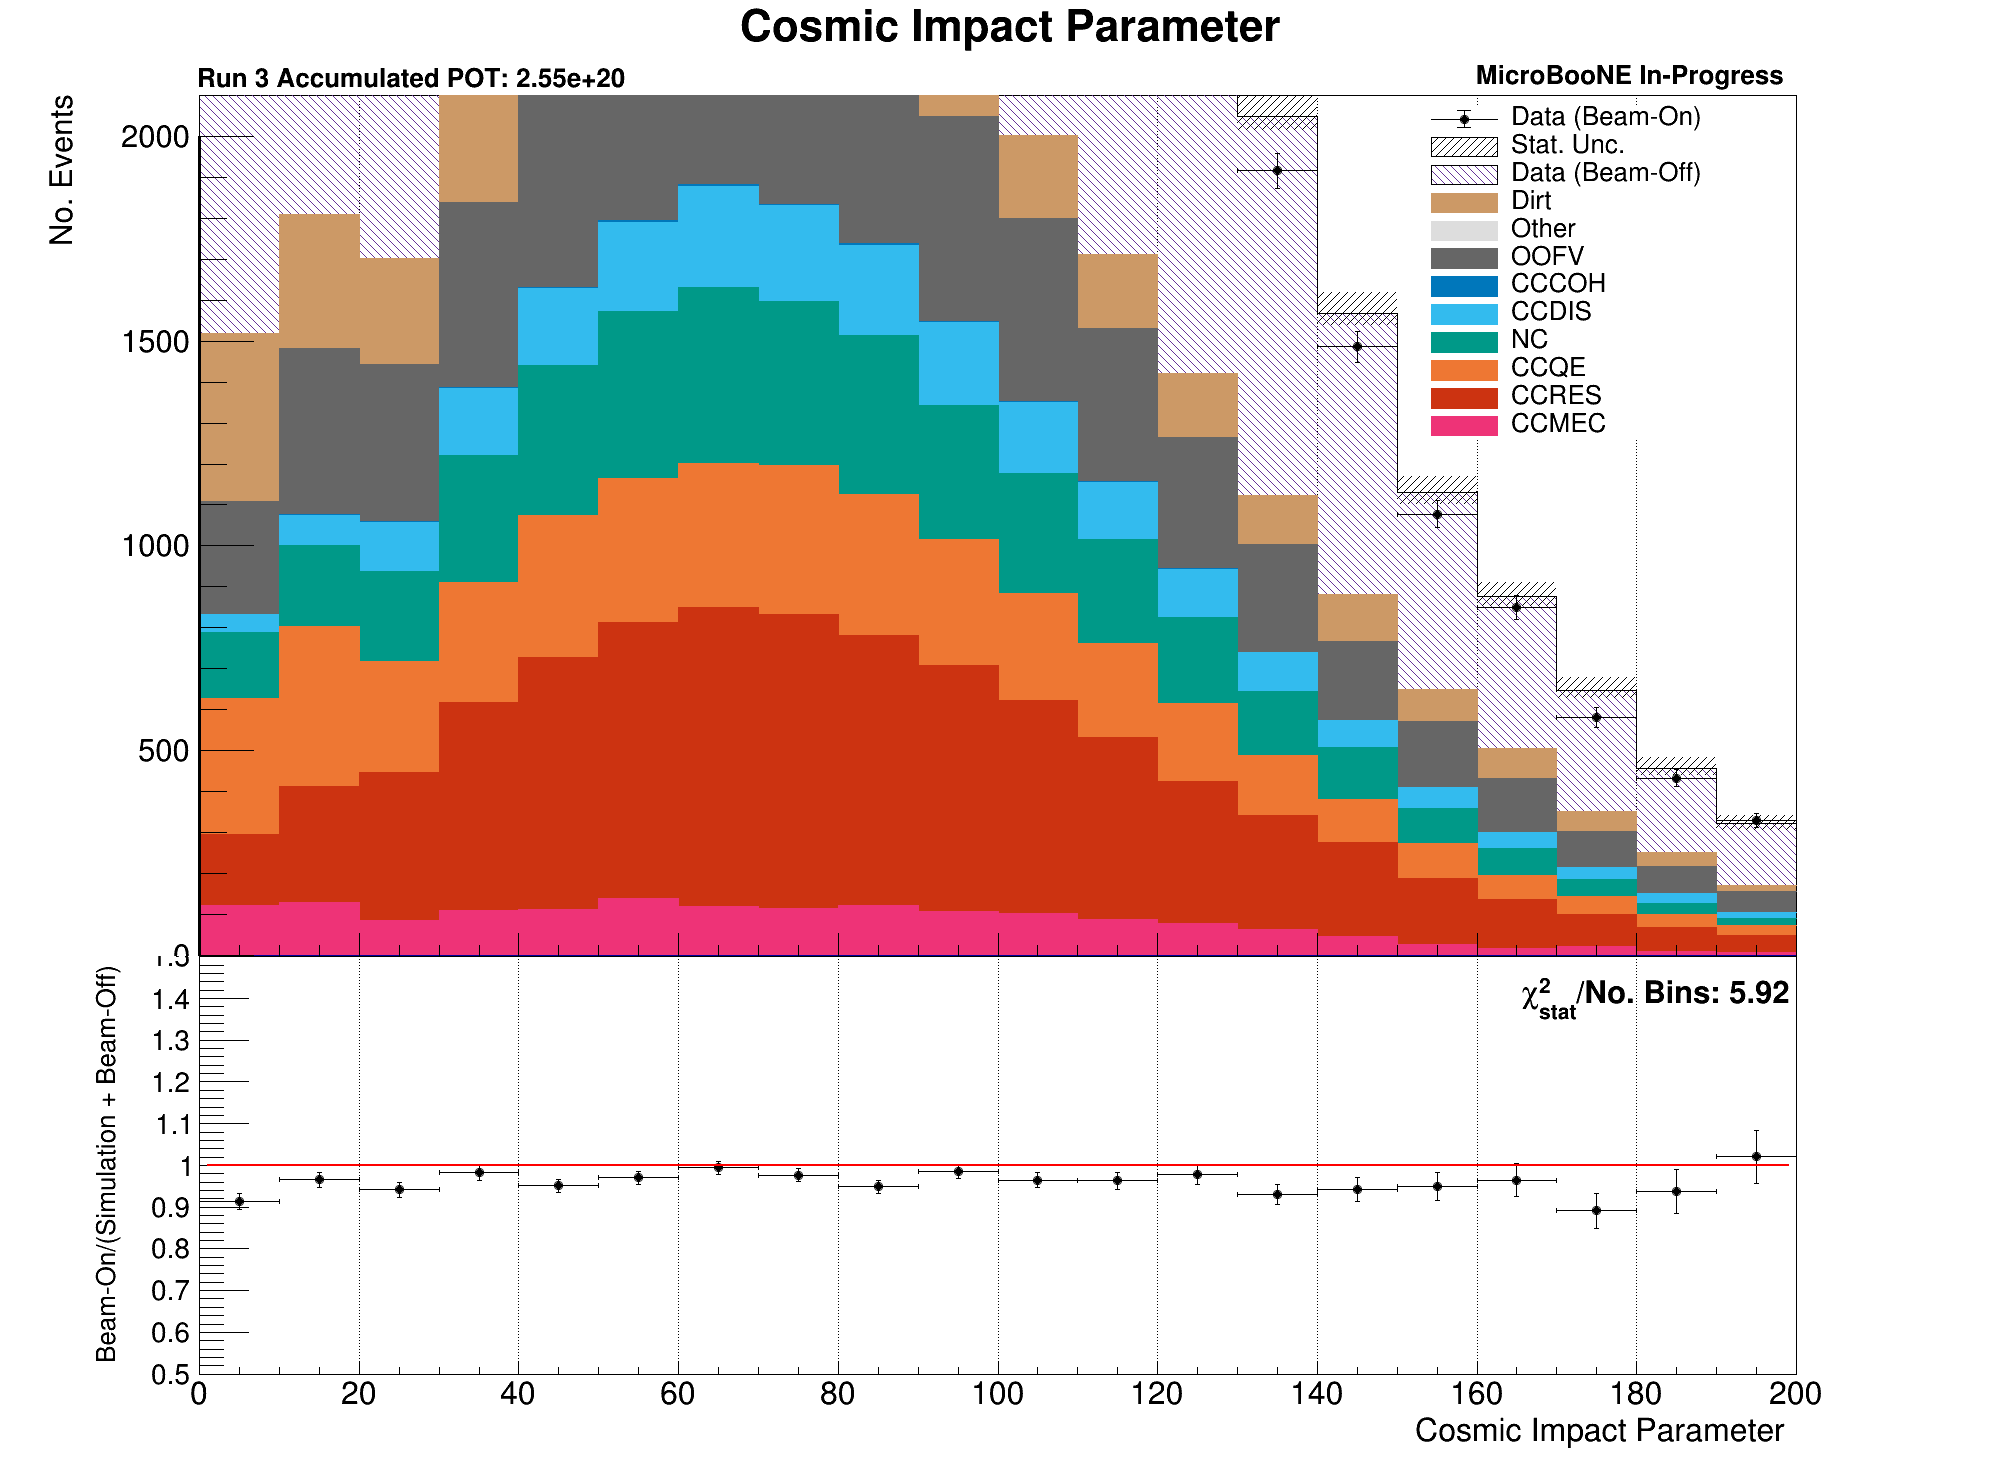 Cosmic Impact Parameter
Run 3 Accumulated POT: 2.55e+20
MicroBooNE In-Progress
No. Events
2000
1500
1000
500
0
Data (Beam-On)
Stat. Unc.
Data (Beam-Off)
Dirt
Other
OOFV
CCCOH
CCDIS
NC
CCQE
CCRES
CCMEC
Beam-On/(Simulation + Beam-Off)
χ²stat/No. Bins: 5.92
1.5
1.4
1.3
1.2
1.1
1
0.9
0.8
0.7
0.6
0.5
0 20 40 60 80 100 120 140 160 180 200
Cosmic Impact Parameter